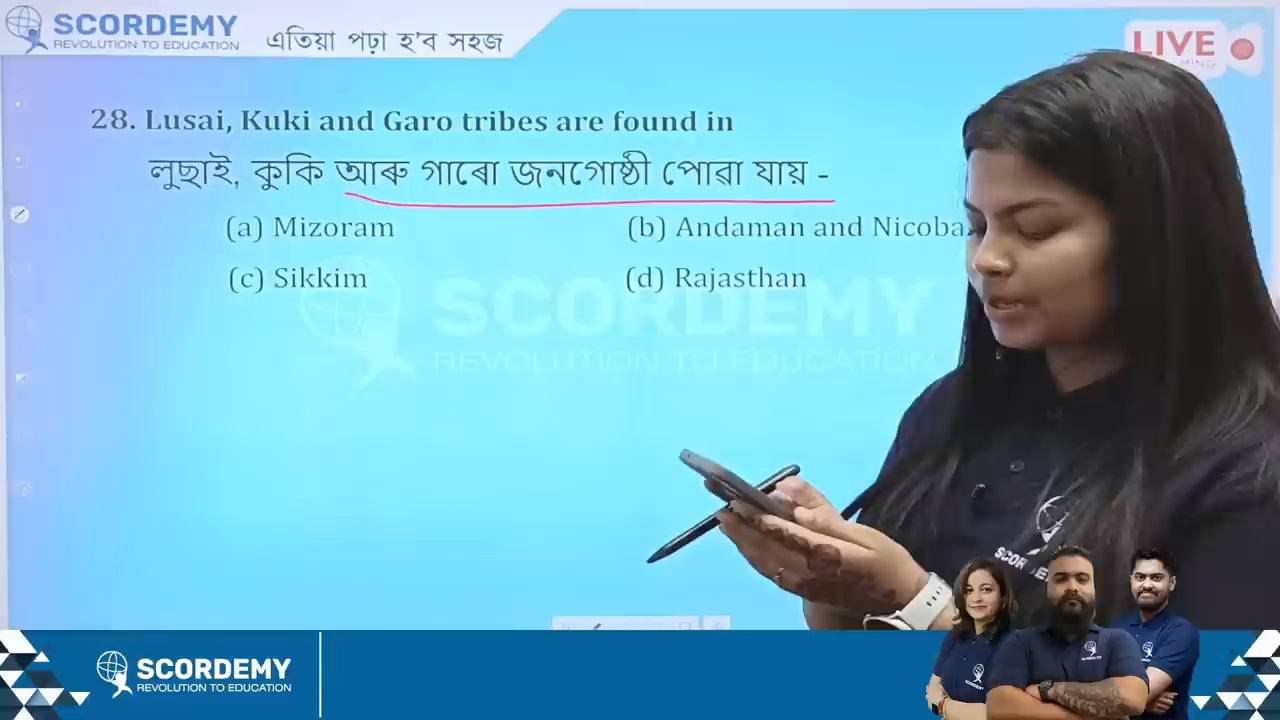 SCORDEMY
REVOLUTION TO EDUCATION
এতিয়া পঢ়া হ'ব সহজ
LIVE
28. Lusai, Kuki and Garo tribes are found in
লুছাই, কুকি আৰু গাৰো জনগোষ্ঠী পোৱা যায় -
(a) Mizoram
(b) Andaman and Nicoba
(c) Sikkim
(d) Rajasthan
SCORDEMY
REVOLUTION TO EDUCATION
SCORDEMY
REVOLUTION TO EDUCATION